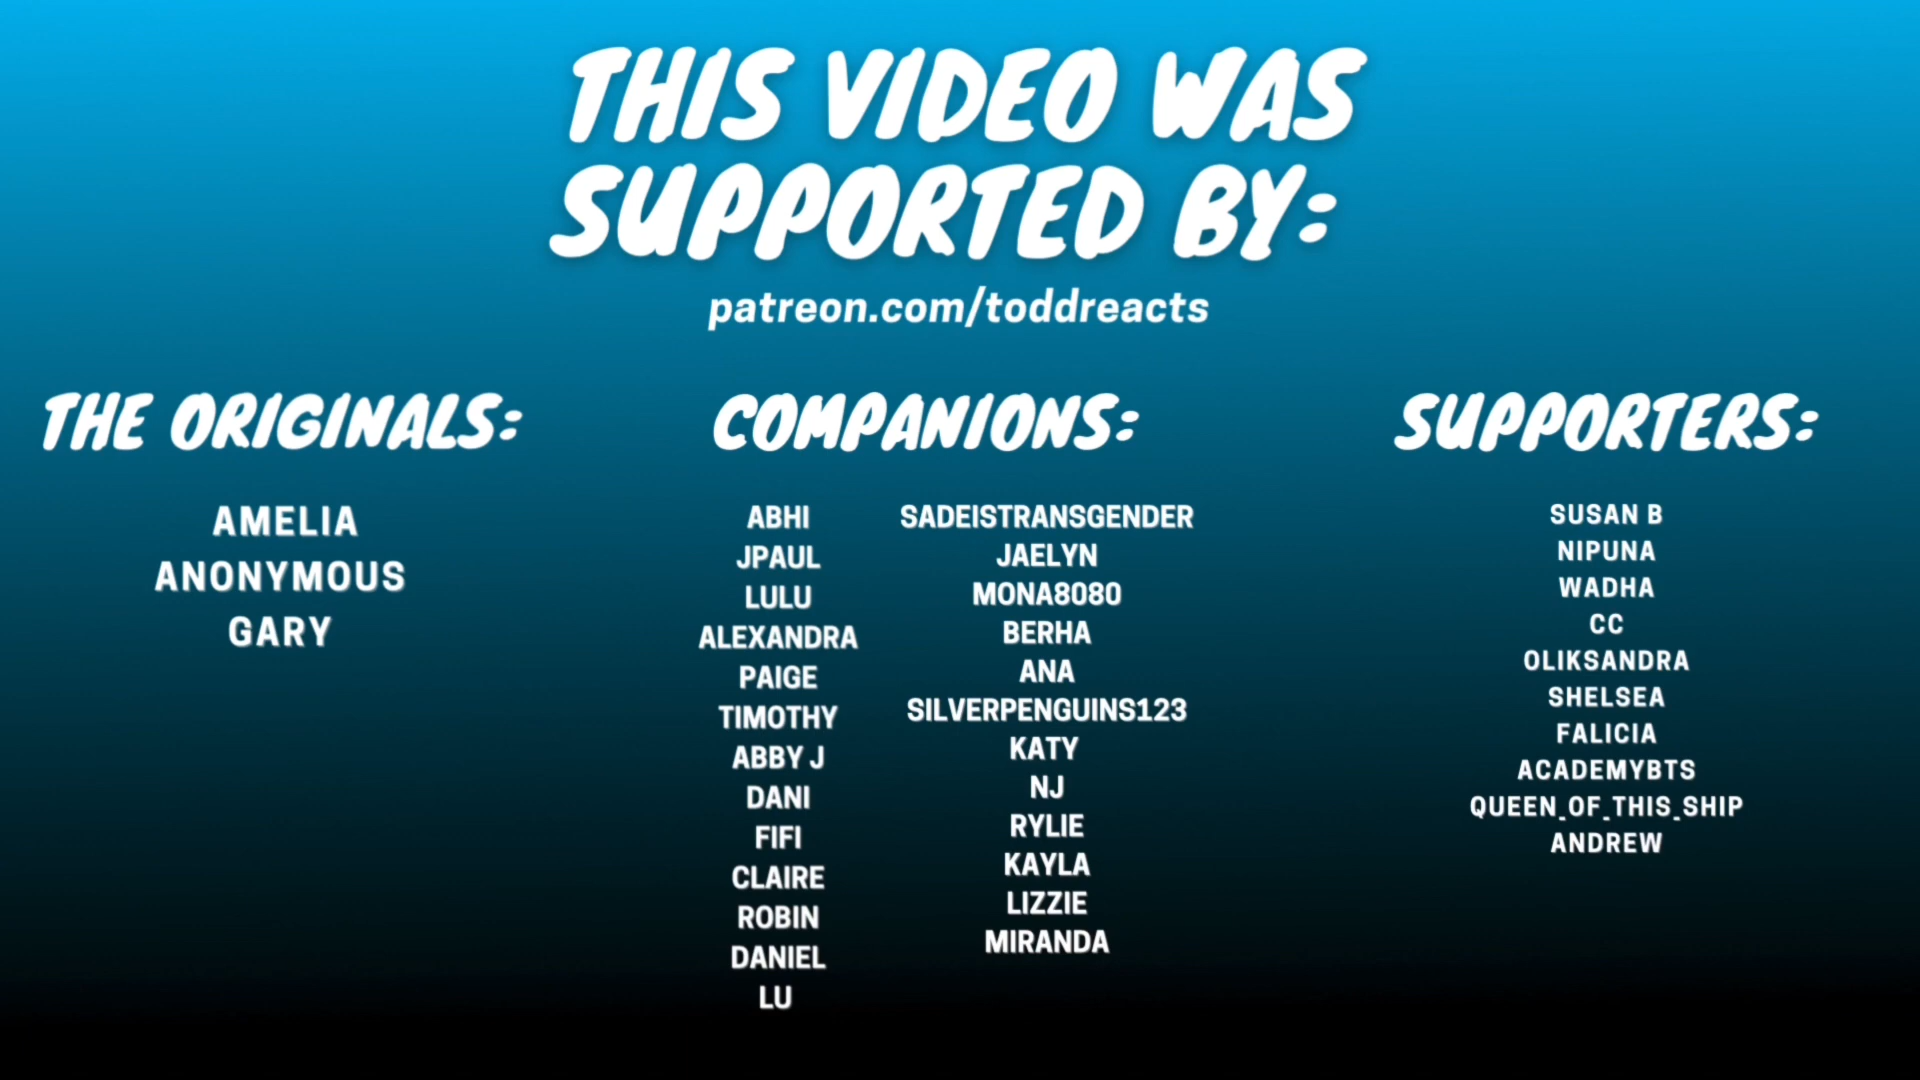 THIS VIDEO WAS
SUPPORTED BY:
patreon.com/toddreacts
THE ORIGINALS:
AMELIA
ANONYMOUS
GARY
COMPANIONS:
ABHI
JPAUL
LULU
ALEXANDRA
PAIGE
TIMOTHY
ABBY J
DANI
FIFI
CLAIRE
ROBIN
DANIEL
LU
SADEISTRANSGENDER
JAELYN
MONA8080
BERHA
ANA
SILVERPENGUINS123
KATY
NJ
RYLIE
KAYLA
LIZZIE
MIRANDA
SUPPORTERS:
SUSAN B
NIPUNA
WADHA
CC
OLIKSANDRA
SHELSEA
FALICIA
ACADEMYBTS
QUEEN_OF_THIS_SHIP
ANDREW